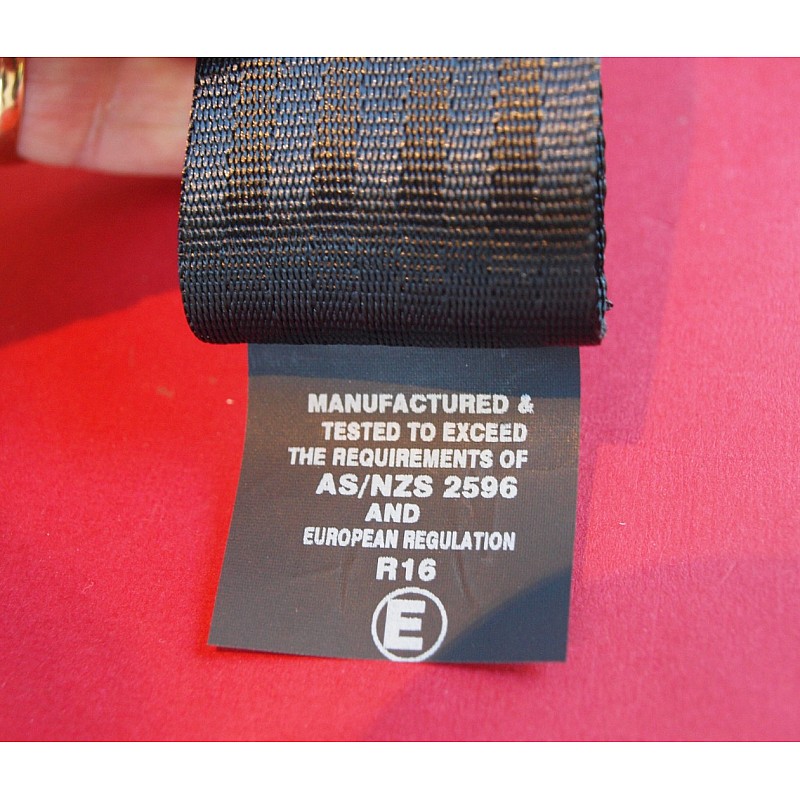 MANUFACTURED &
TESTED TO EXCEED
THE REQUIREMENTS OF
AS/NZS 2596
AND
EUROPEAN REGULATION
R16
E